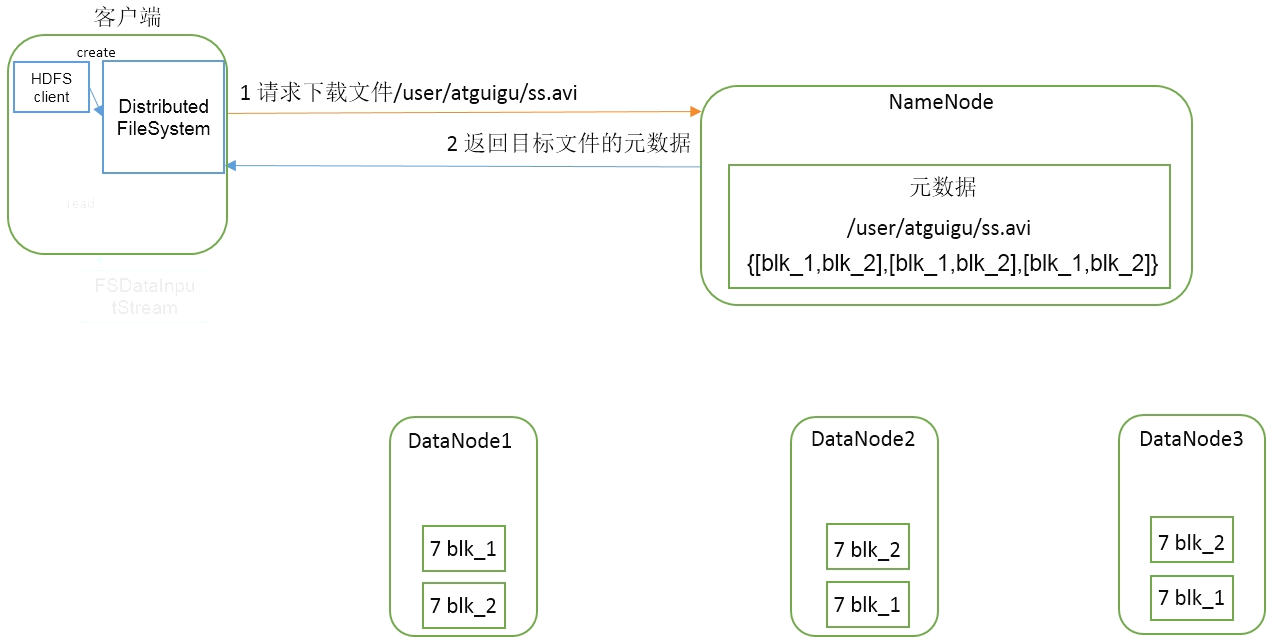 客户端
create
HDFS
client
Distributed
FileSystem
1 请求下载文件/user/atguigu/ss.avi
2 返回目标文件的元数据
read
FSDataInpu
tStream
NameNode
元数据
/user/atguigu/ss.avi
{[blk_1,blk_2],[blk_1,blk_2],[blk_1,blk_2]}
DataNode1
7 blk_1
7 blk_2
DataNode2
7 blk_2
7 blk_1
DataNode3
7 blk_2
7 blk_1